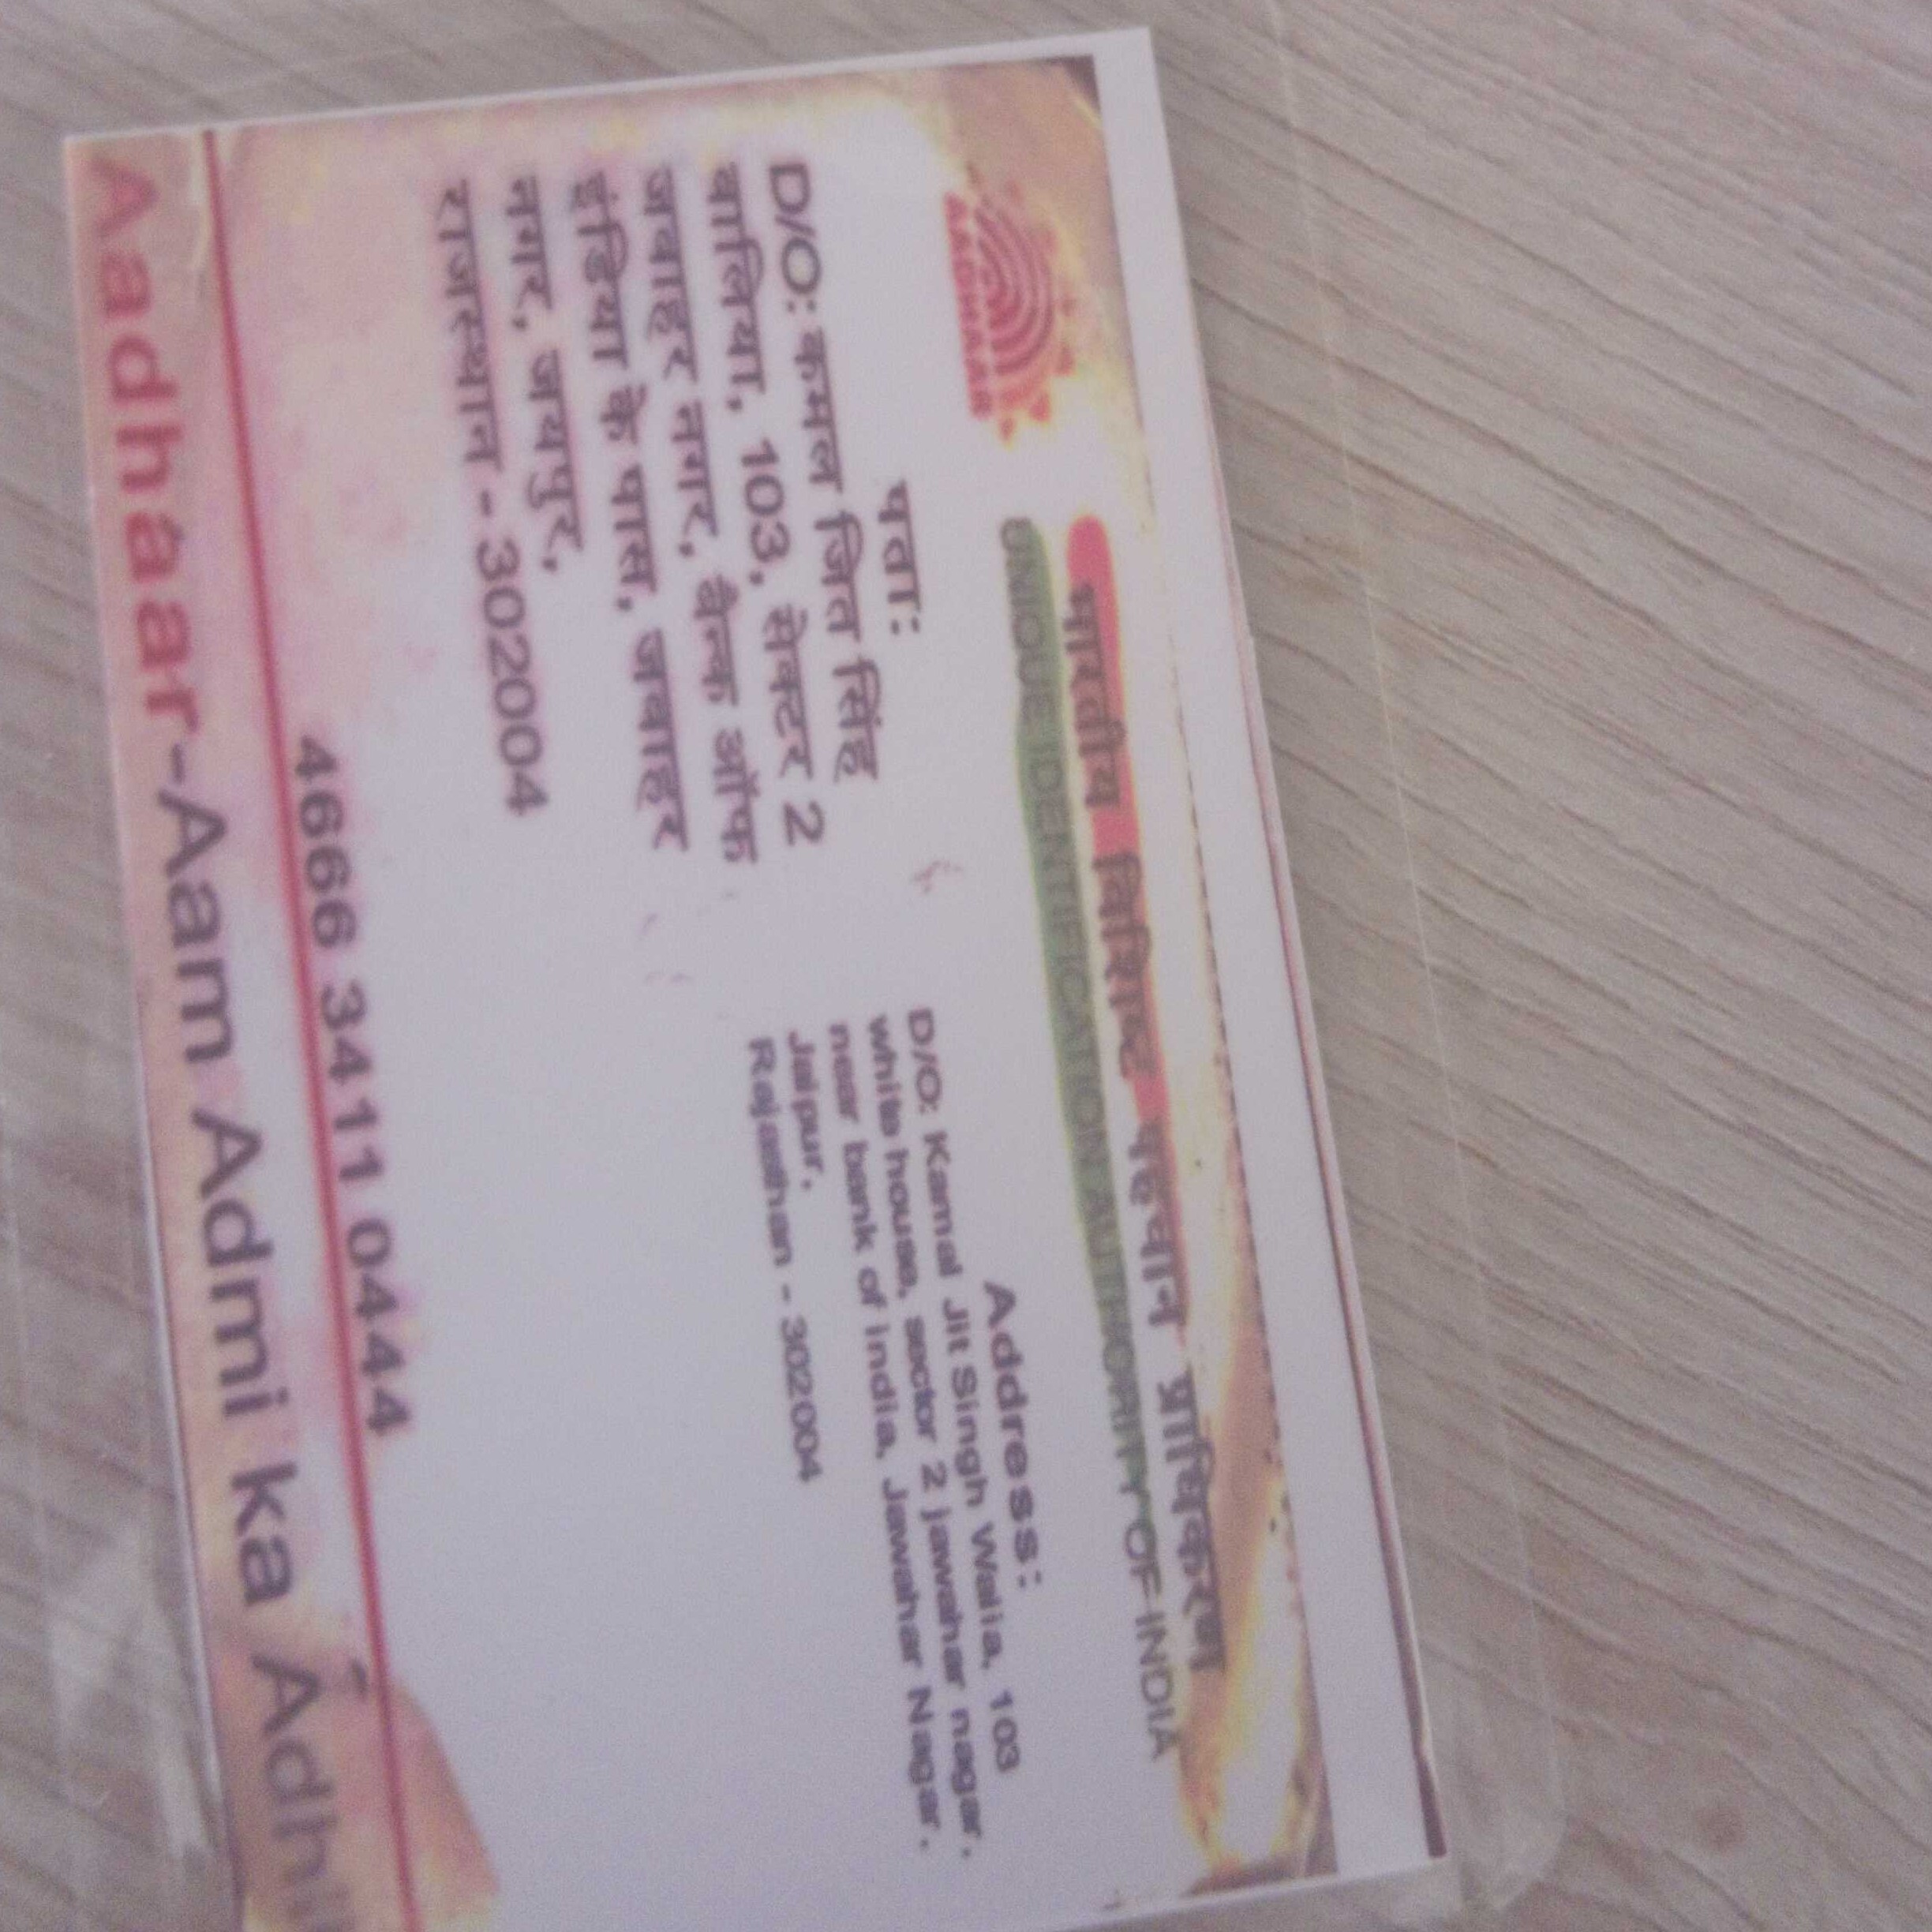 भारतीय विशिष्ट पहचान प्राधिकरण
UNIQUE IDENTIFICATION AUTHORITY OF INDIA
AADHAAR
पता:
D/O: कमल जित सिंह
वालिया, 103, सेक्टर 2
जवाहर नगर, बैन्क ऑफ
इंडिया के पास, जवाहर
नगर, जयपुर,
राजस्थान - 302004
Address:
D/O: Kamal Jit Singh Walia, 103
white house, sector 2 jawahar nagar,
near bank of india, Jawahar Nagar,
Jaipur,
Rajasthan - 302004
4666 3411 0444
Aadhaar-Aam Admi ka